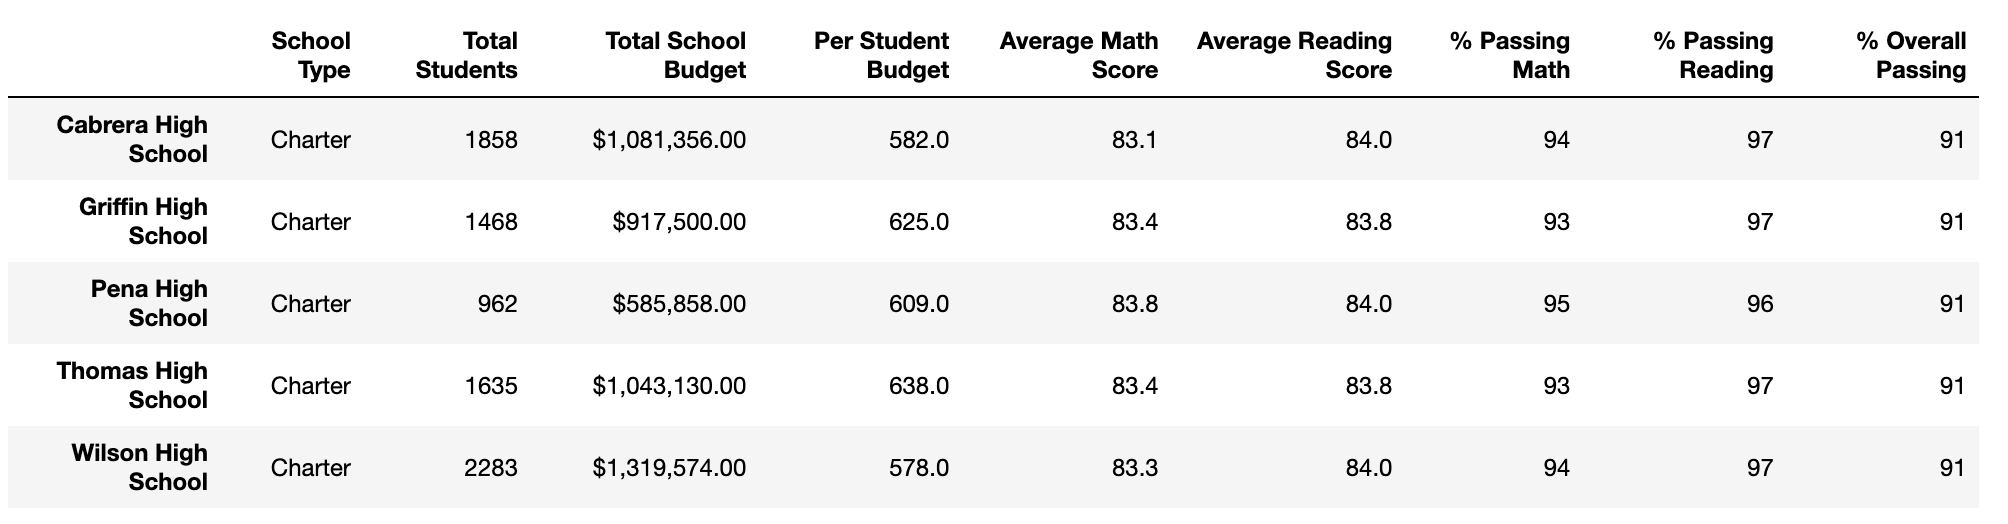 School Total Total School Per Student Average Math Average Reading % Passing % Passing % Overall
Type Students Budget Budget Score Score Math Reading Passing
Cabrera High
School Charter 1858 $1,081,356.00 582.0 83.1 84.0 94 97 91
Griffin High
School Charter 1468 $917,500.00 625.0 83.4 83.8 93 97 91
Pena High
School Charter 962 $585,858.00 609.0 83.8 84.0 95 96 91
Thomas High
School Charter 1635 $1,043,130.00 638.0 83.4 83.8 93 97 91
Wilson High
School Charter 2283 $1,319,574.00 578.0 83.3 84.0 94 97 91